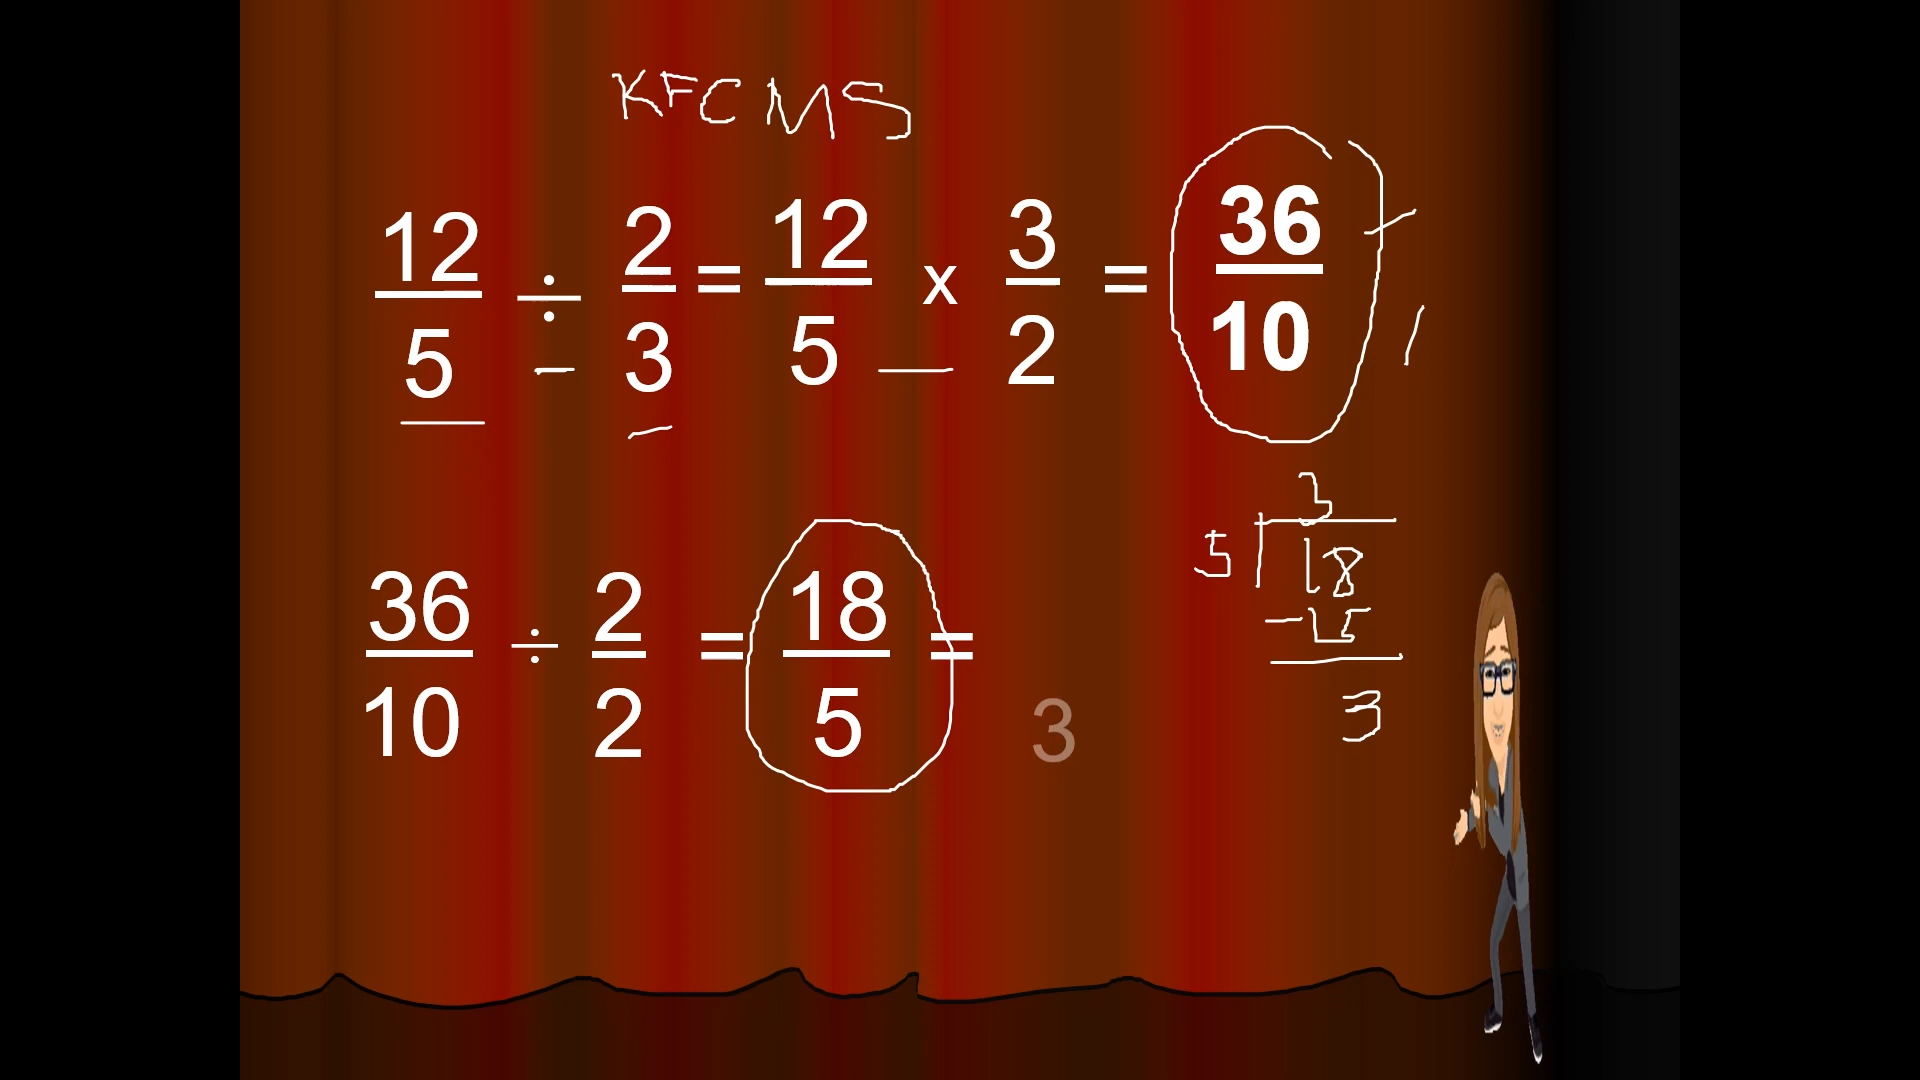 KFC MS
12/5 ÷ 2/3 = 12/5 x 3/2 = 36/10
36/10 ÷ 2/2 = 18/5 = 3
3
5 18
-15
3